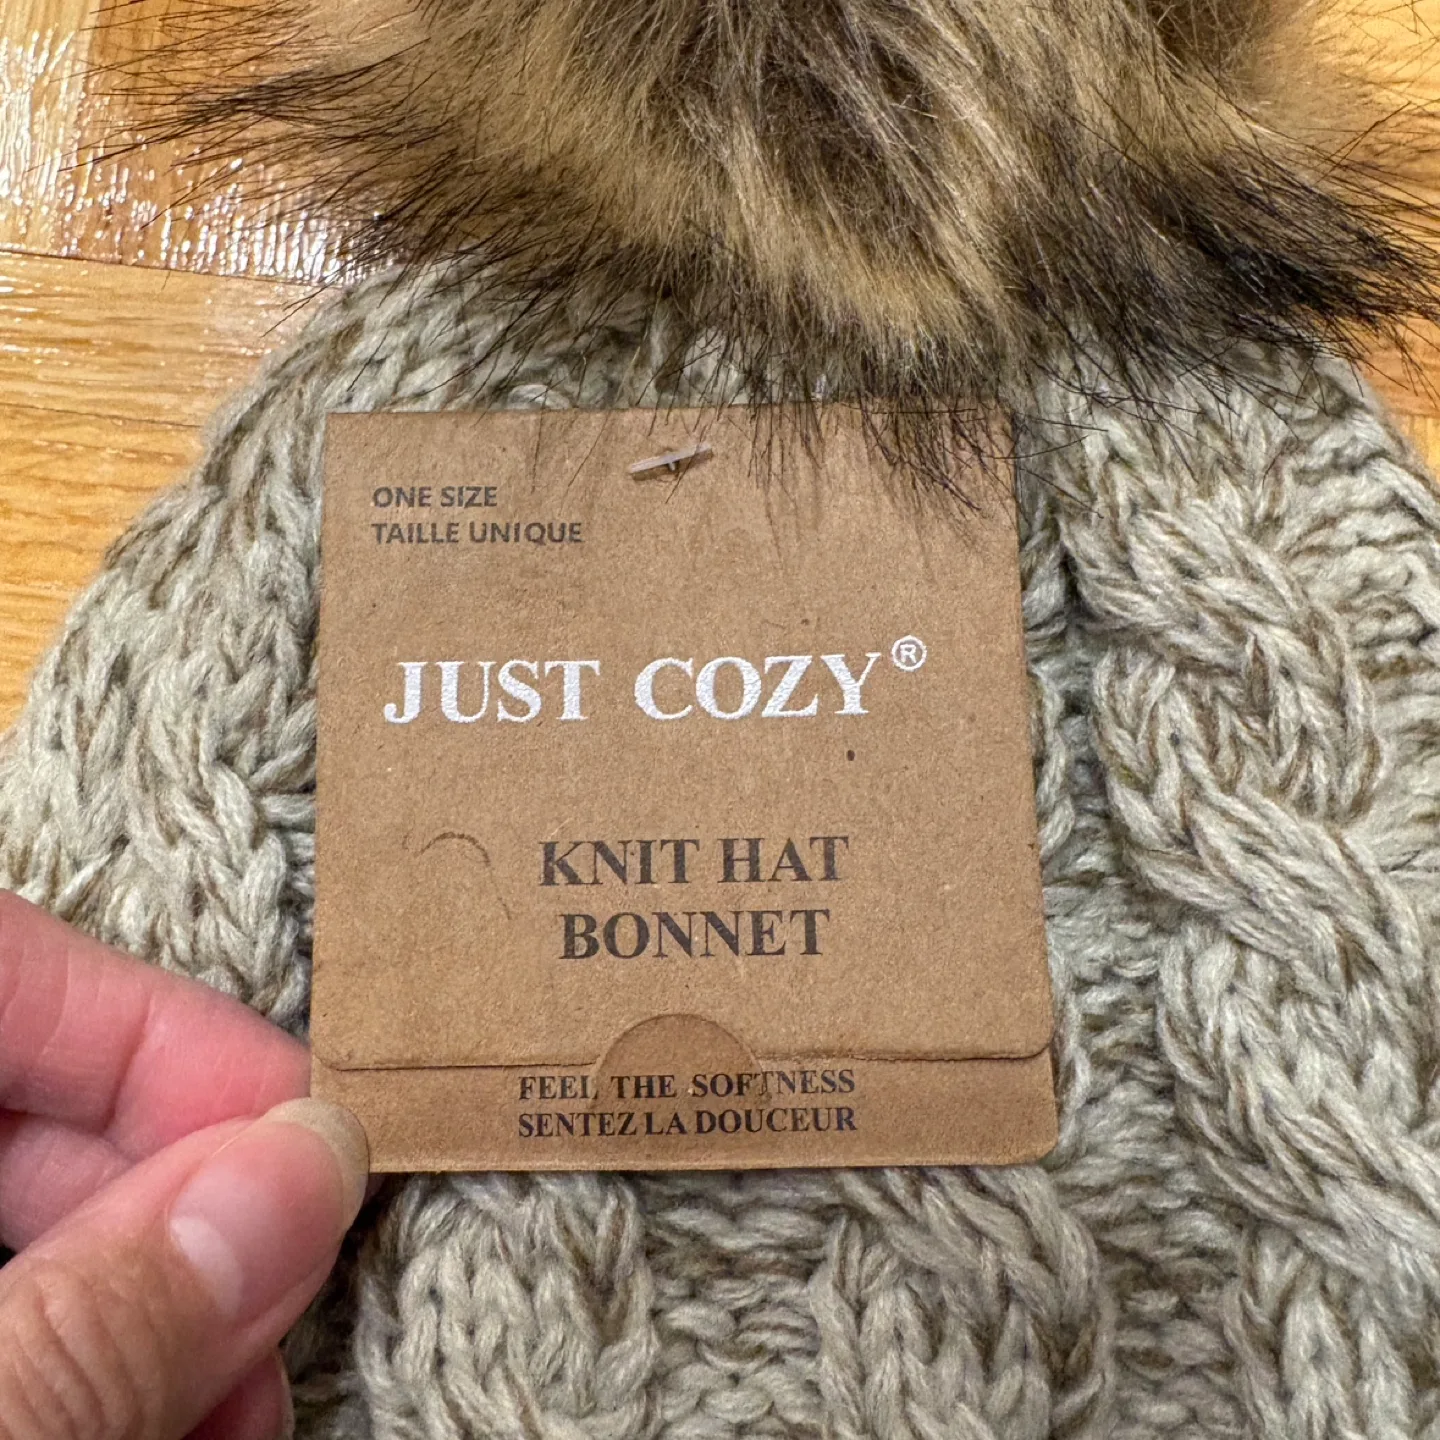 ONE SIZE
TAILLE UNIQUE
JUST COZY®
KNIT HAT
BONNET
FEEL THE SOFTNESS
SENTEZ LA DOUCEUR